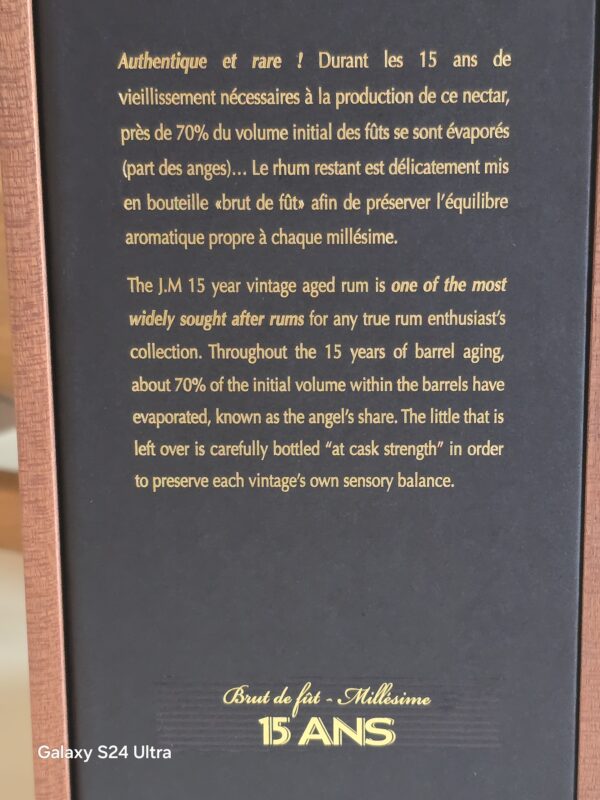 Authentique et rare ! Durant les 15 ans de
vieillissement nécessaires à la production de ce nectar,
près de 70% du volume initial des fûts se sont évaporés
(part des anges)... Le rhum restant est délicatement mis
en bouteille «brut de fût» afin de préserver l'équilibre
aromatique propre à chaque millésime.
The J.M 15 year vintage aged rum is one of the most
widely sought after rums for any true rum enthusiast's
collection. Throughout the 15 years of barrel aging,
about 70% of the initial volume within the barrels have
evaporated, known as the angel's share. The little that is
left over is carefully bottled "at cask strength" in order
to preserve each vintage's own sensory balance.
Brut de fût - Millésime
15 ANS
Galaxy S24 Ultra